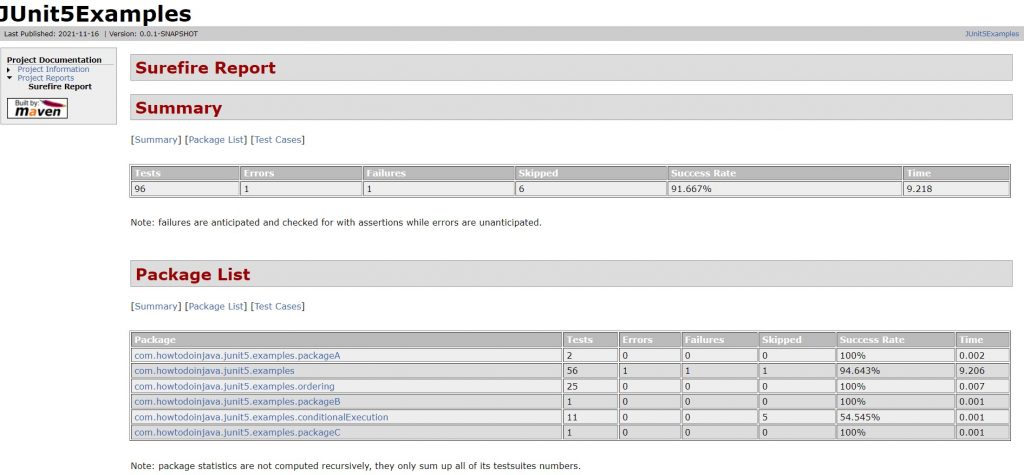 JUnit5Examples
Last Published: 2021-11-16 | Version: 0.0.1-SNAPSHOT JUnit5Examples
Project Documentation
Project Information
Project Reports
Surefire Report
Built by:
maven
Surefire Report
Summary
[Summary] [Package List] [Test Cases]
Tests Errors Failures Skipped Success Rate Time
96 1 1 6 91.667% 9.218
Note: failures are anticipated and checked for with assertions while errors are unanticipated.
Package List
[Summary] [Package List] [Test Cases]
Package Tests Errors Failures Skipped Success Rate Time
com.howtodoinjava.junit5.examples.packageA 2 0 0 0 100% 0.002
com.howtodoinjava.junit5.examples 56 1 1 1 94.643% 9.206
com.howtodoinjava.junit5.examples.ordering 25 0 0 0 100% 0.007
com.howtodoinjava.junit5.examples.packageB 1 0 0 0 100% 0.001
com.howtodoinjava.junit5.examples.conditionalExecution 11 0 0 5 54.545% 0.001
com.howtodoinjava.junit5.examples.packageC 1 0 0 0 100% 0.001
Note: package statistics are not computed recursively, they only sum up all of its testsuites numbers.